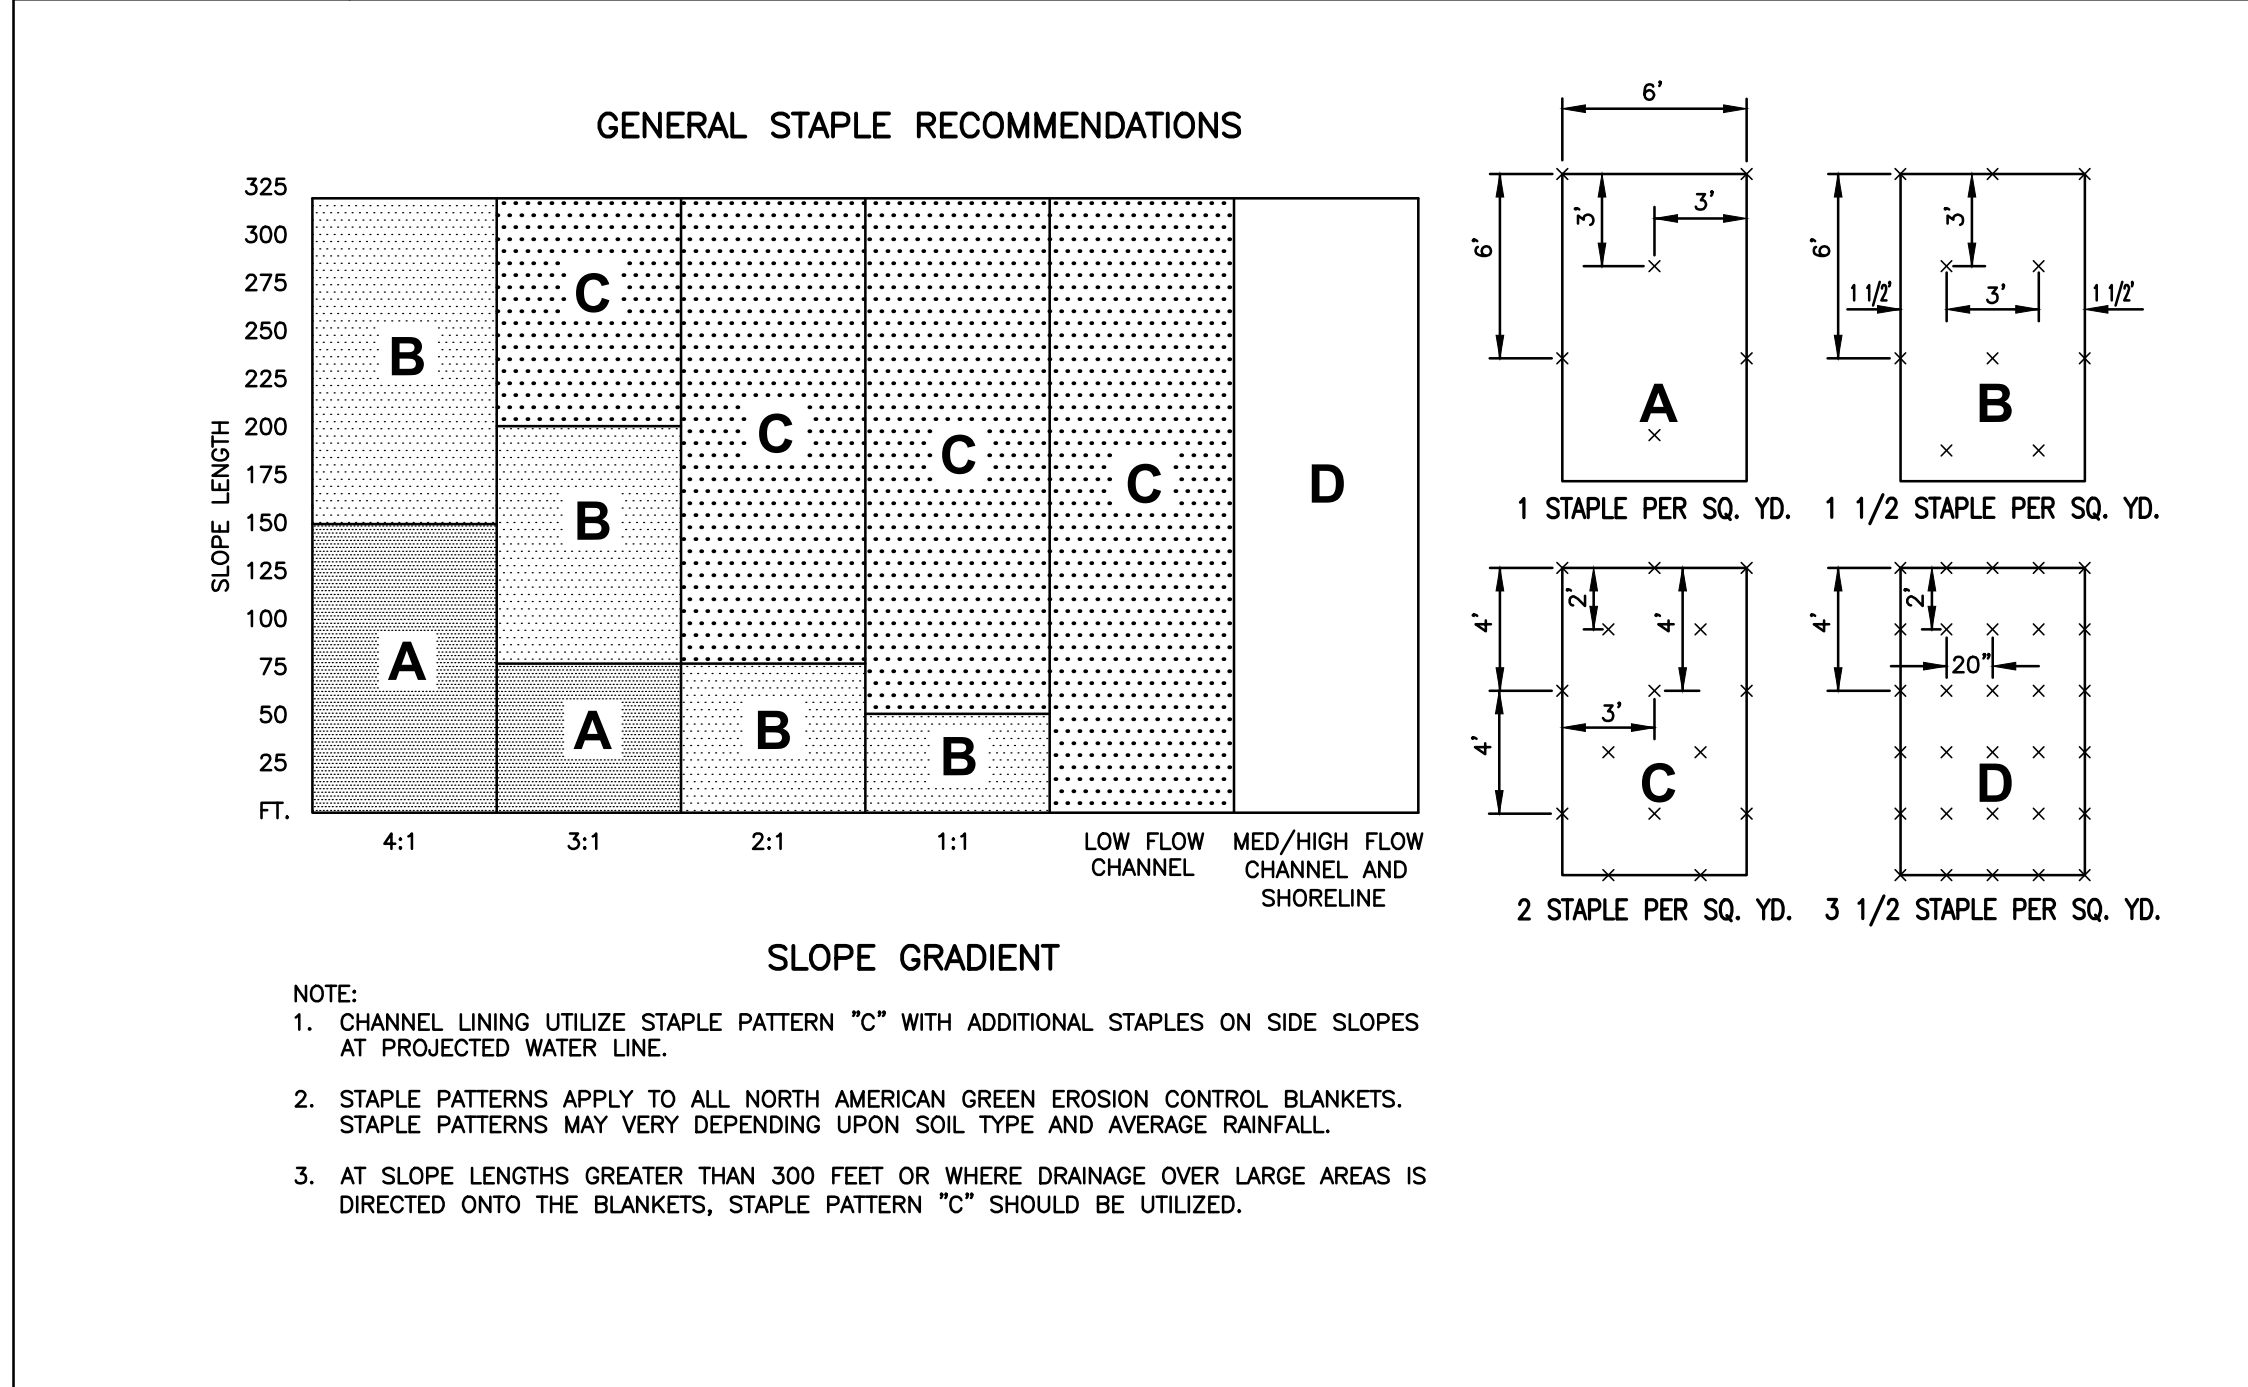 GENERAL STAPLE RECOMMENDATIONS
SLOPE LENGTH
325
300
275
250
225
200
175
150
125
100
75
50
25
FT.
B
A
C
B
A
C
B
C
B
C
D
4:1
3:1
2:1
1:1
LOW FLOW
CHANNEL
MED/HIGH FLOW
CHANNEL AND
SHORELINE
SLOPE GRADIENT
6'
6'
3'
3'
A
1 STAPLE PER SQ. YD.
6'
3'
1 1/2'
3'
1 1/2'
B
1 1/2 STAPLE PER SQ. YD.
4'
2'
4'
4'
3'
C
2 STAPLE PER SQ. YD.
4'
2'
20"
D
3 1/2 STAPLE PER SQ. YD.
NOTE:
1. CHANNEL LINING UTILIZE STAPLE PATTERN "C" WITH ADDITIONAL STAPLES ON SIDE SLOPES
AT PROJECTED WATER LINE.
2. STAPLE PATTERNS APPLY TO ALL NORTH AMERICAN GREEN EROSION CONTROL BLANKETS.
STAPLE PATTERNS MAY VERY DEPENDING UPON SOIL TYPE AND AVERAGE RAINFALL.
3. AT SLOPE LENGTHS GREATER THAN 300 FEET OR WHERE DRAINAGE OVER LARGE AREAS IS
DIRECTED ONTO THE BLANKETS, STAPLE PATTERN "C" SHOULD BE UTILIZED.